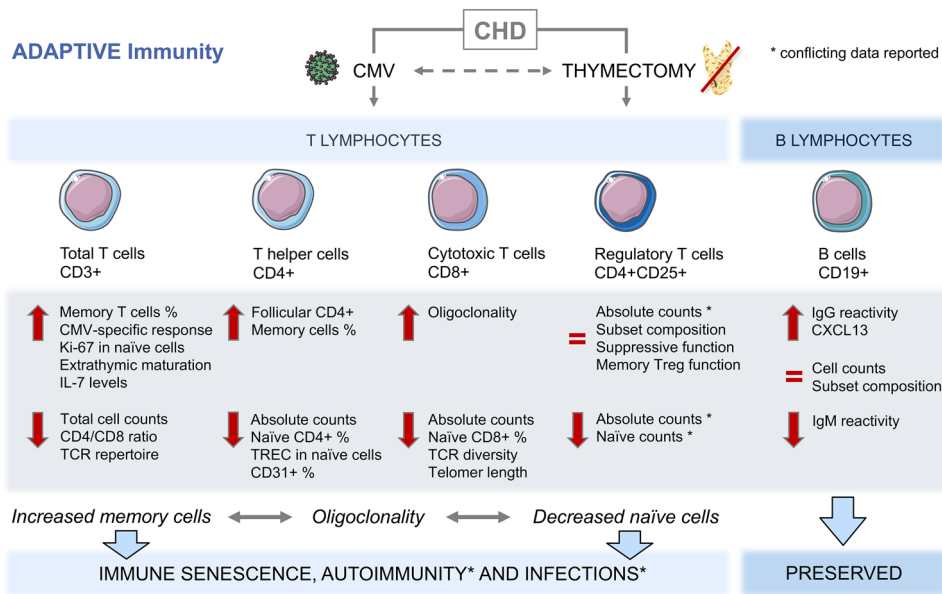 ADAPTIVE Immunity
CHD
* conflicting data reported
CMV
THYMECTOMY
T LYMPHOCYTES
B LYMPHOCYTES
Total T cells
CD3+
T helper cells
CD4+
Cytotoxic T cells
CD8+
Regulatory T cells
CD4+CD25+
B cells
CD19+
Memory T cells %
CMV-specific response
Ki-67 in naïve cells
Extrathymic maturation
IL-7 levels
Follicular CD4+
Memory cells %
Oligoclonality
=
Absolute counts *
Subset composition
Suppressive function
Memory Treg function
IgG reactivity
CXCL13
=
Cell counts
Subset composition
Total cell counts
CD4/CD8 ratio
TCR repertoire
Absolute counts
Naïve CD4+ %
TREC in naïve cells
CD31+ %
Absolute counts
Naïve CD8+ %
TCR diversity
Telomer length
Absolute counts *
Naïve counts *
IgM reactivity
Increased memory cells
Oligoclonality
Decreased naïve cells
IMMUNE SENESCENCE, AUTOIMMUNITY* AND INFECTIONS*
PRESERVED